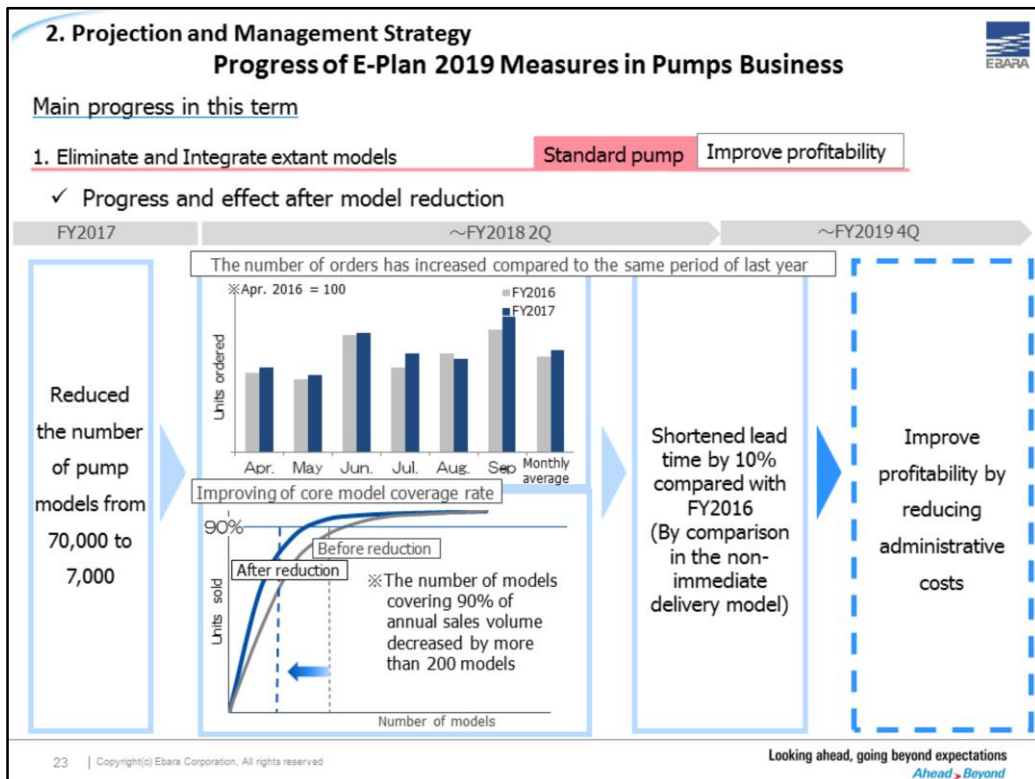 2. Projection and Management Strategy
Progress of E-Plan 2019 Measures in Pumps Business
EBARA
Main progress in this term
1. Eliminate and Integrate extant models
Standard pump
Improve profitability
✓ Progress and effect after model reduction
FY2017
～FY2018 2Q
～FY2019 4Q
Reduced
the number
of pump
models from
70,000 to
7,000
The number of orders has increased compared to the same period of last year
※Apr. 2016 = 100
FY2016
FY2017
Units ordered
Apr.
May
Jun.
Jul.
Aug.
Sep
Monthly
average
Improving of core model coverage rate
90%
Before reduction
After reduction
Units sold
※The number of models
covering 90% of
annual sales volume
decreased by more
than 200 models
Number of models
Shortened lead
time by 10%
compared with
FY2016
(By comparison
in the non-
immediate
delivery model)
Improve
profitability by
reducing
administrative
costs
23
Copyright(c) Ebara Corporation, All rights reserved
Looking ahead, going beyond expectations
Ahead > Beyond